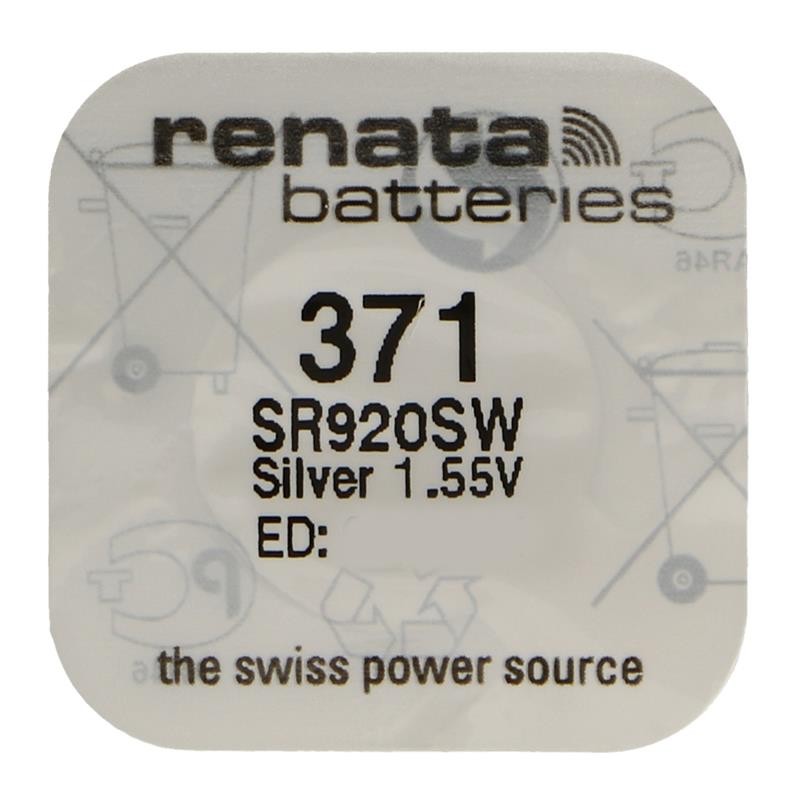 renata
batteries
371
SR920SW
Silver 1.55V
ED:
the swiss power source